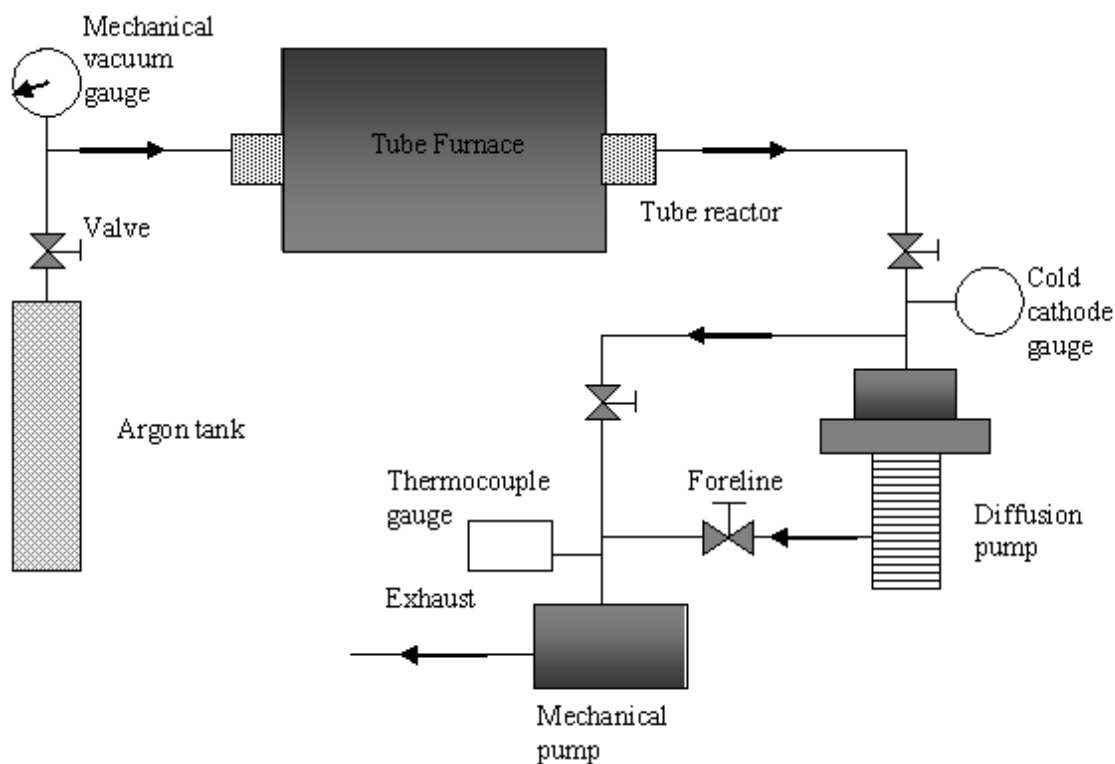 Mechanical
vacuum
gauge
Tube Furnace
Tube reactor
Valve
Cold
cathode
gauge
Argon tank
Thermocouple
gauge
Foreline
Diffusion
pump
Exhaust
Mechanical
pump